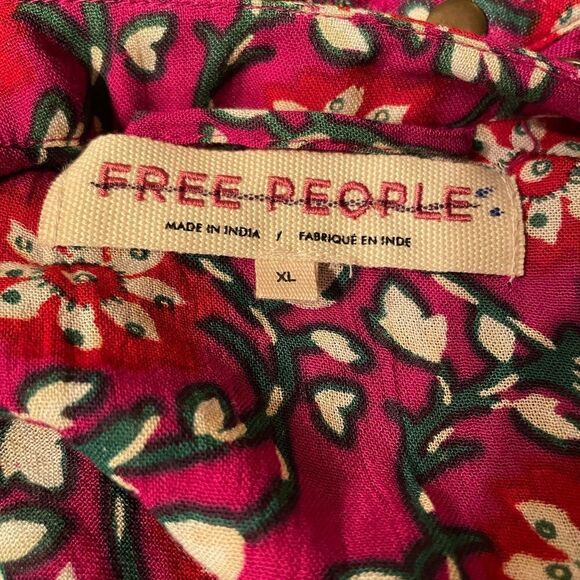 FREE PEOPLE
MADE IN INDIA / FABRIQUÉ EN INDE
XL